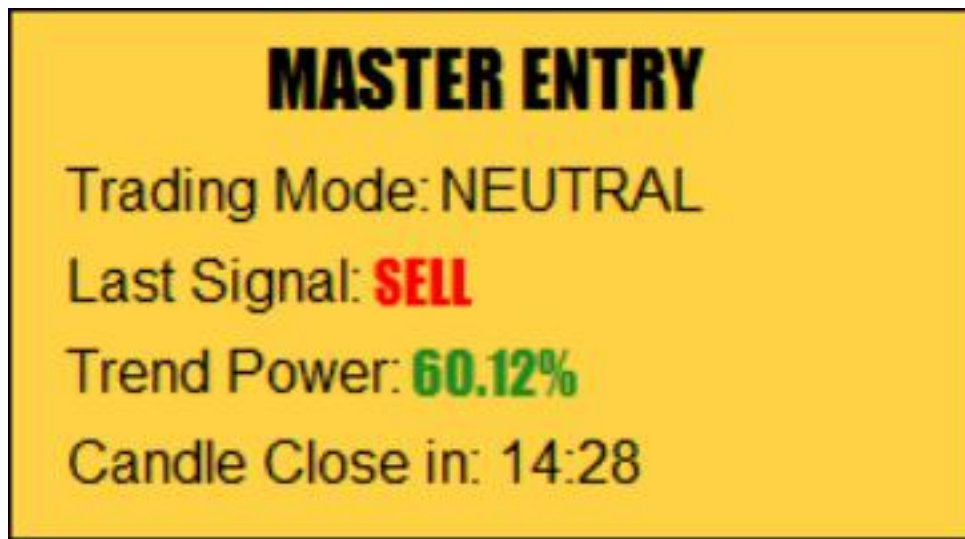 MASTER ENTRY
Trading Mode: NEUTRAL
Last Signal: SELL
Trend Power: 60.12%
Candle Close in: 14:28